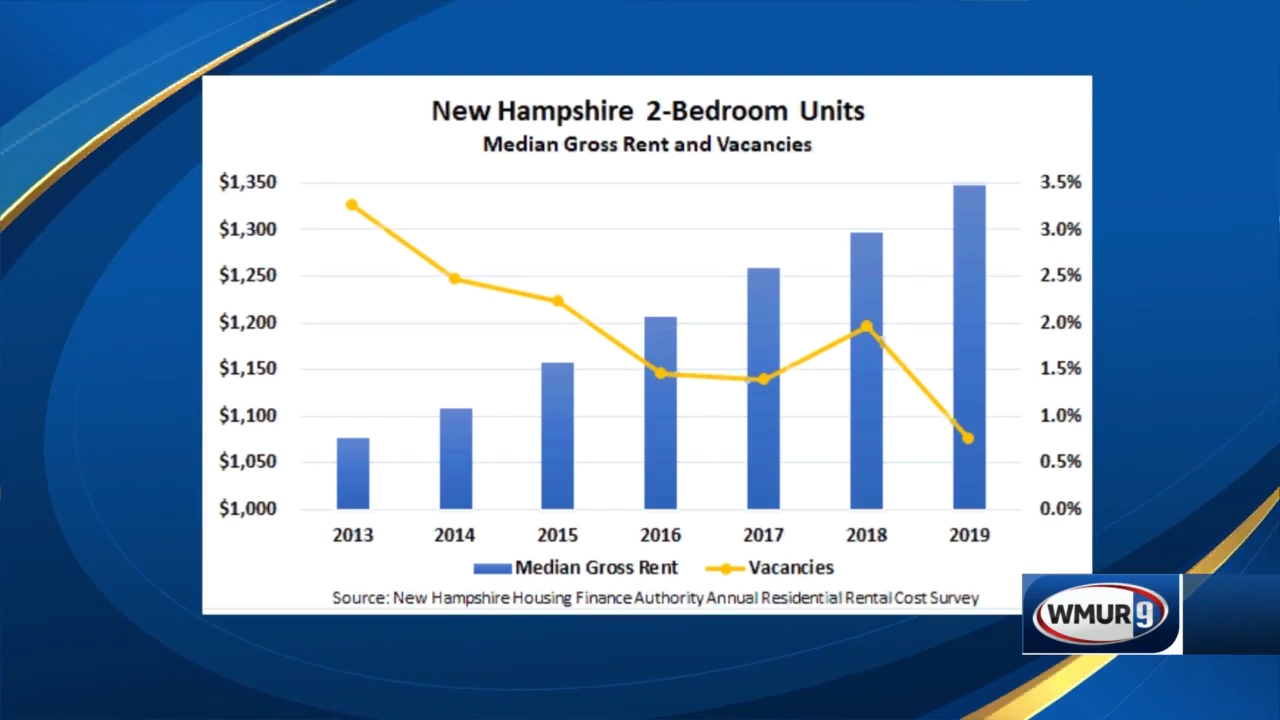 New Hampshire 2-Bedroom Units
Median Gross Rent and Vacancies
$1,350 3.5%
$1,300 3.0%
$1,250 2.5%
$1,200 2.0%
$1,150 1.5%
$1,100 1.0%
$1,050 0.5%
$1,000 0.0%
2013 2014 2015 2016 2017 2018 2019
Median Gross Rent Vacancies
Source: New Hampshire Housing Finance Authority Annual Residential Rental Cost Survey
WMUR 9